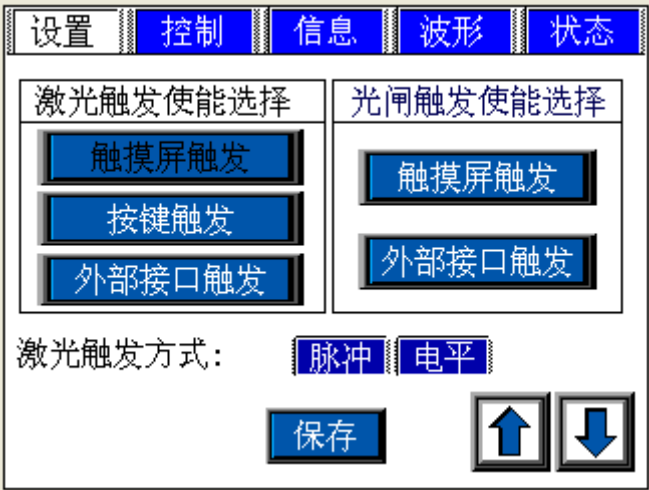 设置 控制 信息 波形 状态
激光触发使能选择 光闸触发使能选择
触摸屏触发 触摸屏触发
按键触发
外部接口触发 外部接口触发
激光触发方式: 脉冲 电平
保存